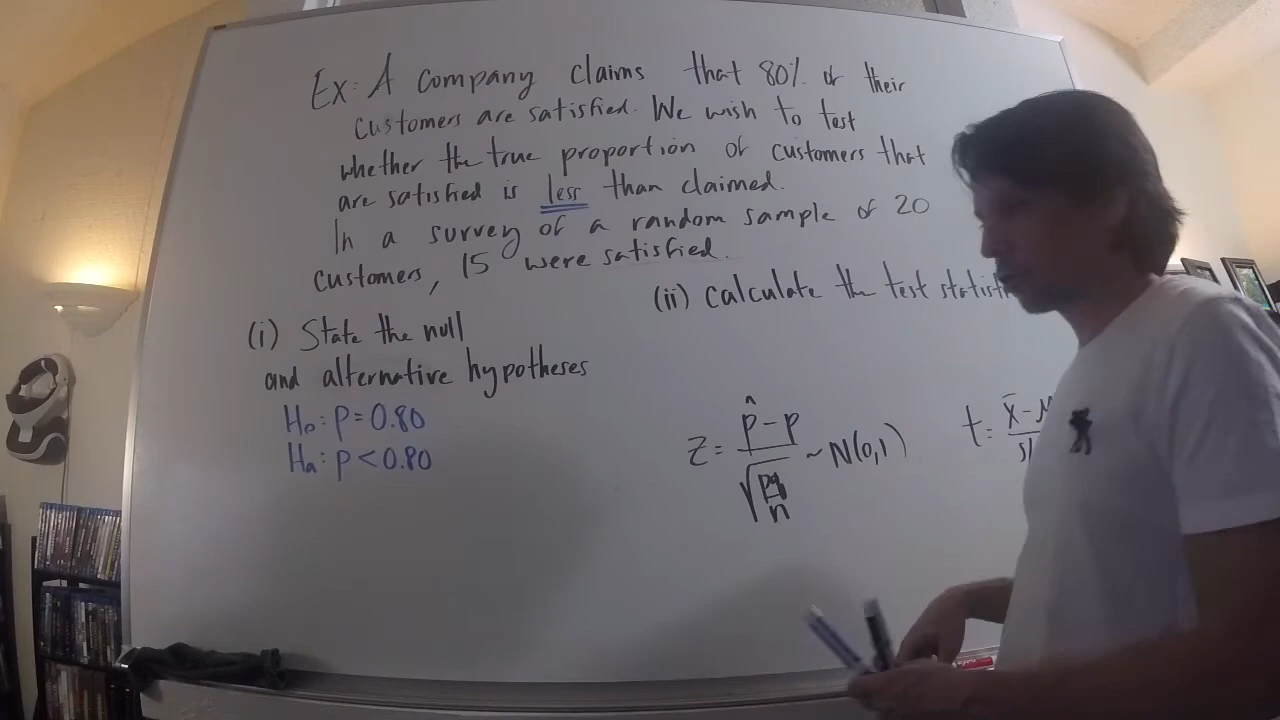 Ex: A company claims that 80% of their
customers are satisfied. We wish to test
whether the true proportion of customers that
are satisfied is less than claimed.
In a survey of a random sample of 20
customers, 15 were satisfied.
(i) State the null
and alternative hypotheses
H₀: p = 0.80
Hₐ: p < 0.80
(ii) Calculate the test
z = (p̂ - p) / √(pq/n) ~ N(0,1)
t = x̄ - μ